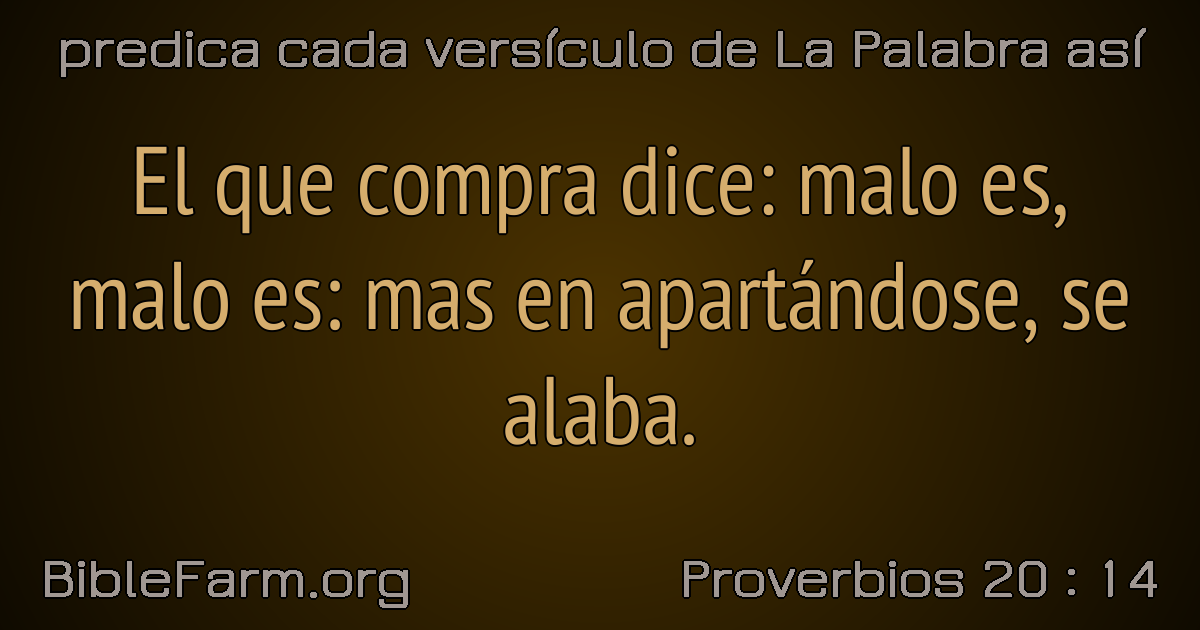 predica cada versículo de La Palabra así
El que compra dice: malo es,
malo es: mas en apartándose, se
alaba.
BibleFarm.org
Proverbios 20 : 14